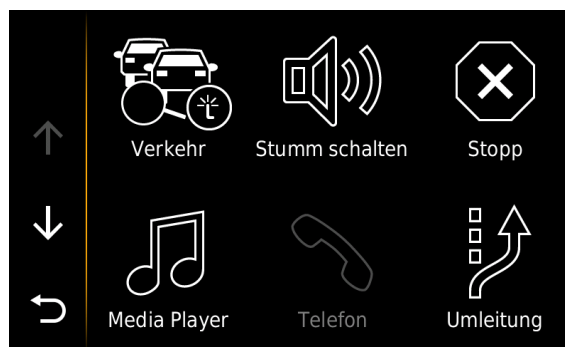 Verkehr
Stumm schalten
Stopp
Media Player
Telefon
Umleitung